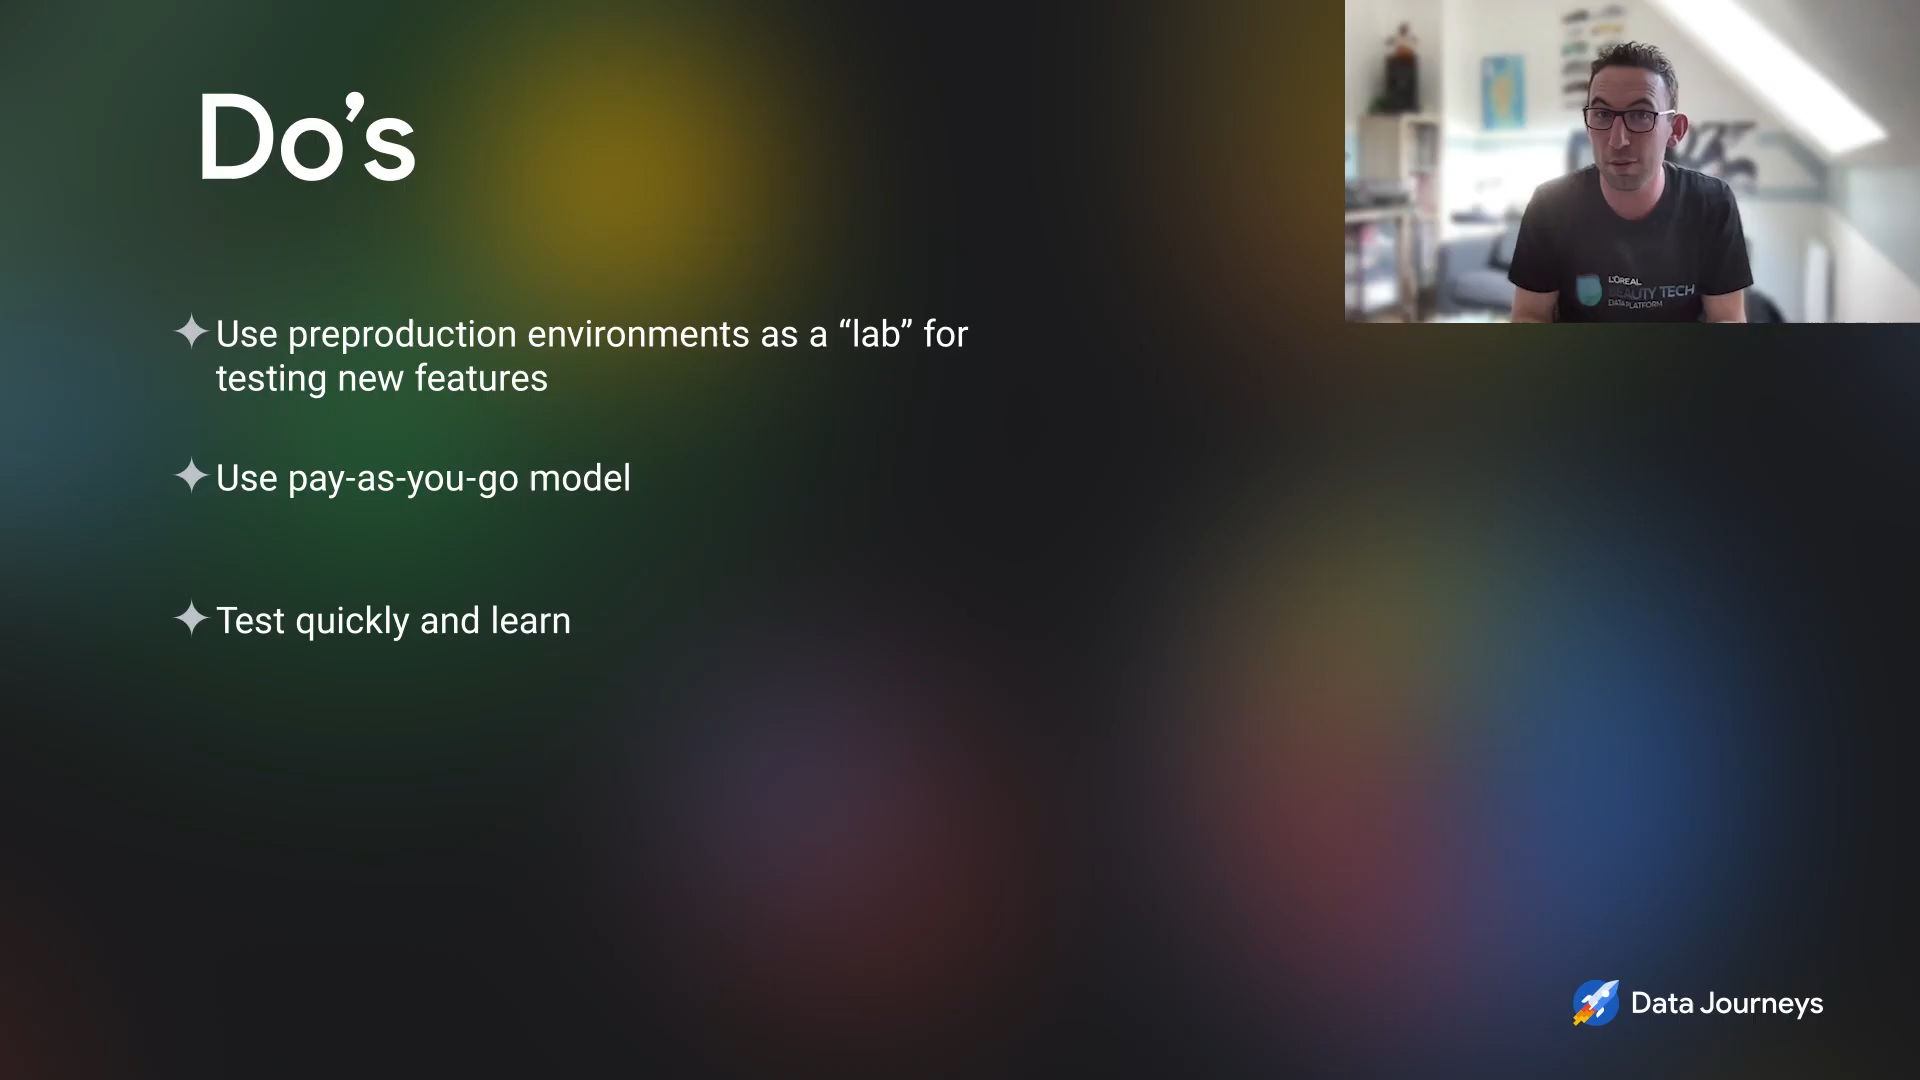 Do’s
Use preproduction environments as a “lab” for
testing new features
Use pay-as-you-go model
Test quickly and learn
L'ORÉAL
BEAUTY TECH
DATA PLATFORM
Data Journeys